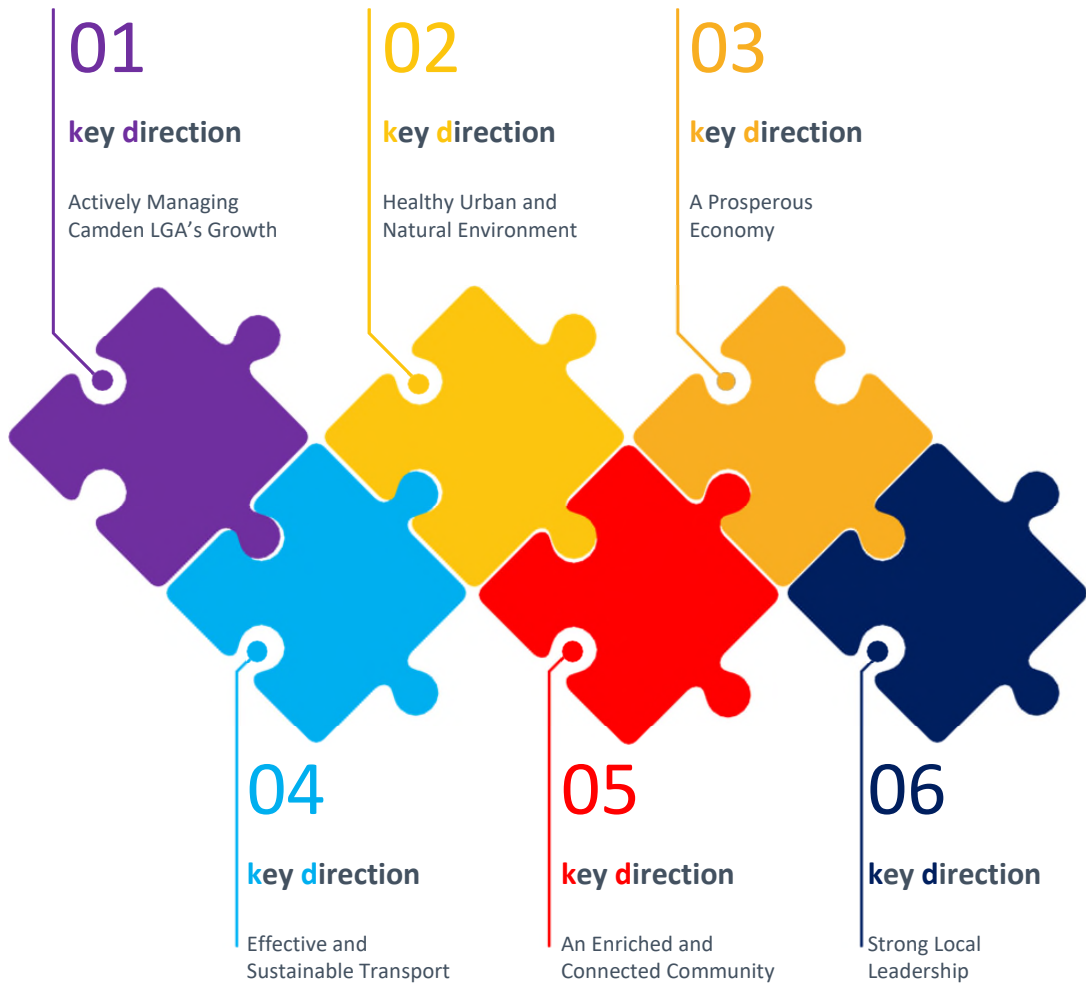 01
key direction
Actively Managing
Camden LGA's Growth
02
key direction
Healthy Urban and
Natural Environment
03
key direction
A Prosperous
Economy
04
key direction
Effective and
Sustainable Transport
05
key direction
An Enriched and
Connected Community
06
key direction
Strong Local
Leadership